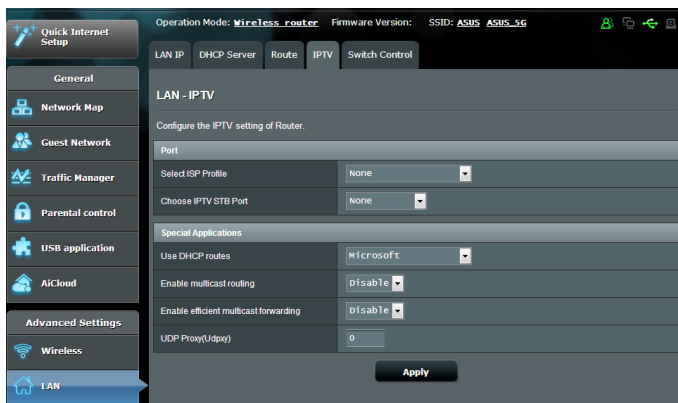 Quick Internet
Setup
Operation Mode: Wireless router Firmware Version: SSID: ASUS ASUS_5G
LAN IP DHCP Server Route IPTV Switch Control
General
Network Map
Guest Network
Traffic Manager
Parental control
USB application
AiCloud
Advanced Settings
Wireless
LAN
LAN - IPTV
Configure the IPTV setting of Router.
Port
Select ISP Profile None
Choose IPTV STB Port None
Special Applications
Use DHCP routes Microsoft
Enable multicast routing Disable
Enable efficient multicast forwarding Disable
UDP Proxy(Udpxy) 0
Apply